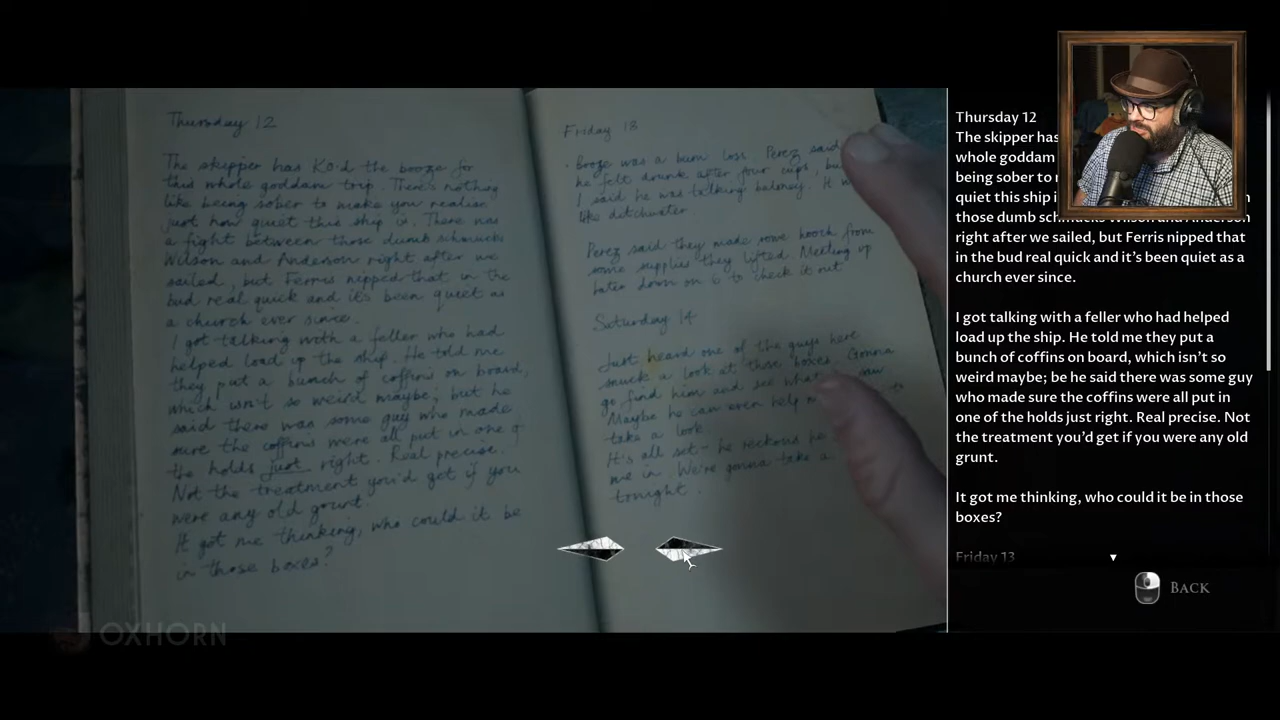 Thursday 12
The skipper has Ko'd the booze for
this whole goddam trip. There's nothing
like being sober to make you realise
just how quiet this ship is. There was
a fight between those dumb schmucks
Wilson and Anderson right after we
sailed, but Ferris nipped that in the
bud real quick and it's been quiet as
a church ever since.
I got talking with a feller who had
helped load up the ship. He told me
they put a bunch of coffins on board,
which isn't so weird maybe; but he
said there was some guy who made
sure the coffins were all put in one of
the holds just right. Real precise.
Not the treatment you'd get if you
were any old grunt.
It got me thinking, who could it be
in those boxes?
Friday 13
Booze was a bum loss. Perez said
he felt drunk after four cups, but
I said he was talking baloney. It
like ditchwater
Perez said they made some hooch from
some supplies they lifted. Meeting up
later down on 6 to check it out
Saturday 14
Just heard one of the guys here
snuck a look at those boxes. Gonna
go find him and see what saw
Maybe he can even help to
take a look
It's all set - he reckons he
me in. We're gonna take a
tonight.
Thursday 12
The skipper has
whole goddam
being sober to
quiet this ship
those dumb
right after we sailed, but Ferris nipped that
in the bud real quick and it's been quiet as a
church ever since.
I got talking with a feller who had helped
load up the ship. He told me they put a
bunch of coffins on board, which isn't so
weird maybe; be he said there was some guy
who made sure the coffins were all put in
one of the holds just right. Real precise. Not
the treatment you'd get if you were any old
grunt.
It got me thinking, who could it be in those
boxes?
Friday 13
BACK
OXHORN